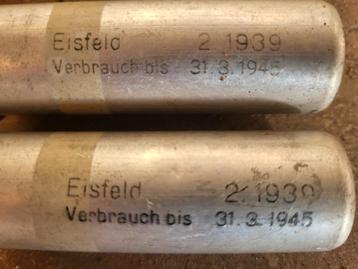 Eisfeld 2 1939
Verbrauch bis 31.3.1945
Eisfeld 2.1939
Verbrauch bis 31.3.1945